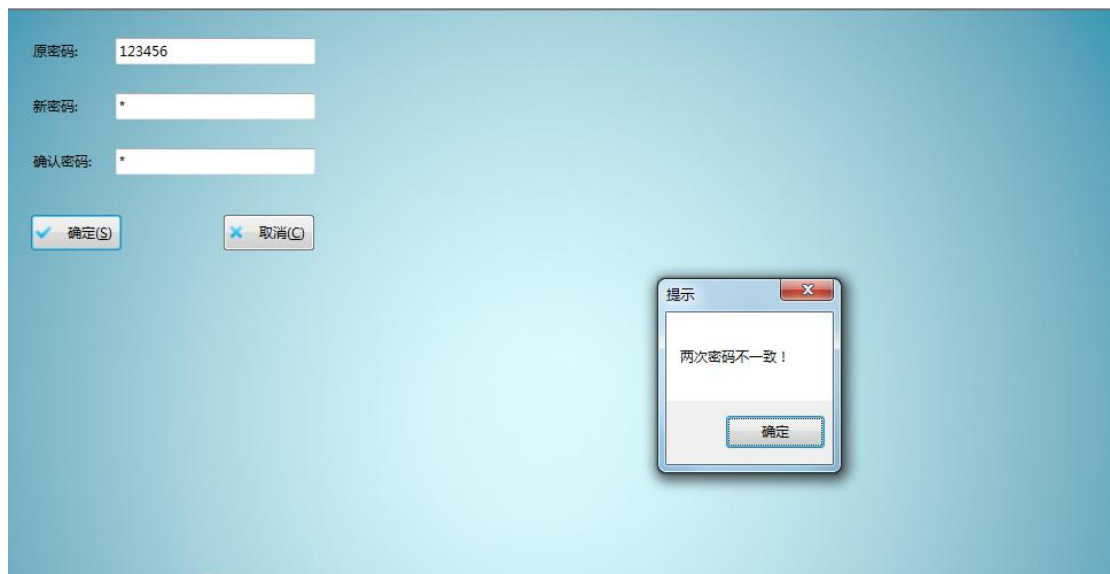 原密码: 123456
新密码: *
确认密码: *
确定(S) 取消(C)
提示
两次密码不一致！
确定